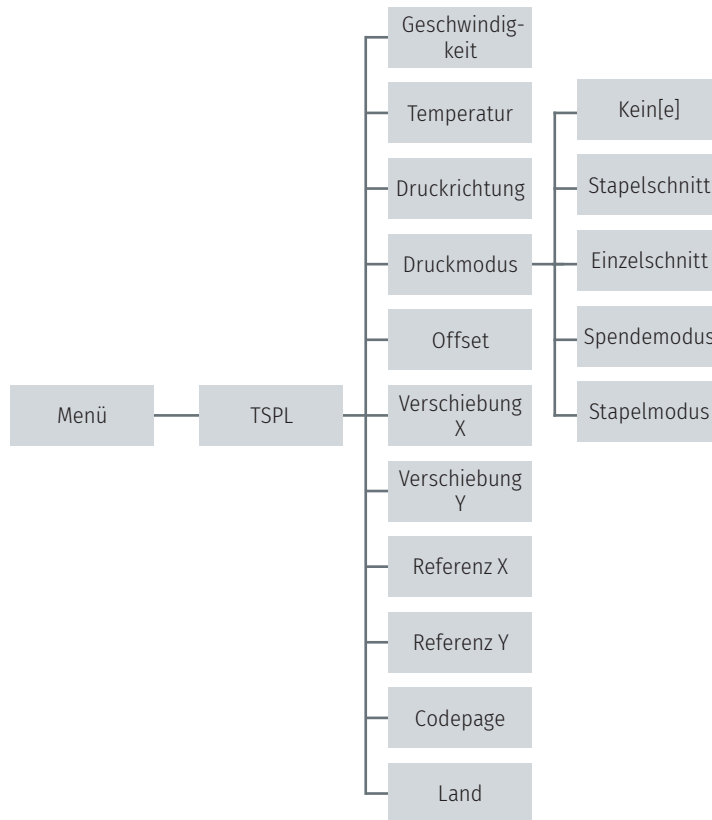 Menü
TSPL
Geschwindig-
keit
Temperatur
Druckrichtung
Druckmodus
Offset
Verschiebung
X
Verschiebung
Y
Referenz X
Referenz Y
Codepage
Land
Kein[e]
Stapelschnitt
Einzelschnitt
Spendemodus
Stapelmodus